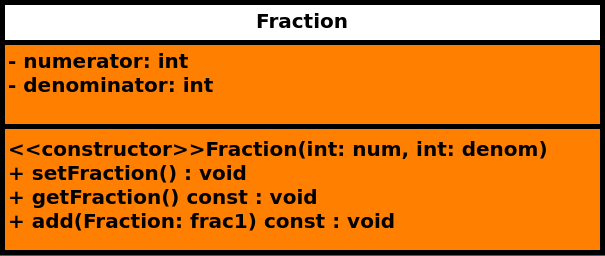 Fraction
- numerator: int
- denominator: int
<<constructor>>Fraction(int: num, int: denom)
+ setFraction() : void
+ getFraction() const : void
+ add(Fraction: frac1) const : void